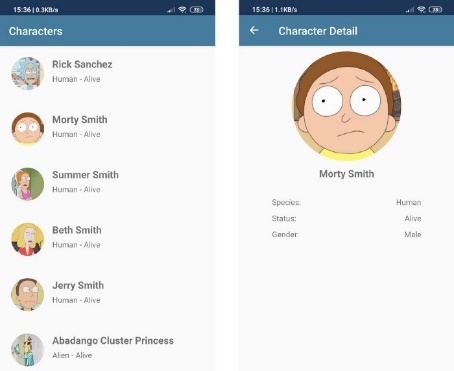 15:36 | 0.3KB/s
Characters
Rick Sanchez
Human - Alive
Morty Smith
Human - Alive
Summer Smith
Human - Alive
Beth Smith
Human - Alive
Jerry Smith
Human - Alive
Abadango Cluster Princess
Alien - Alive
15:36 | 1.1KB/s
Character Detail
Morty Smith
Species: Human
Status: Alive
Gender: Male